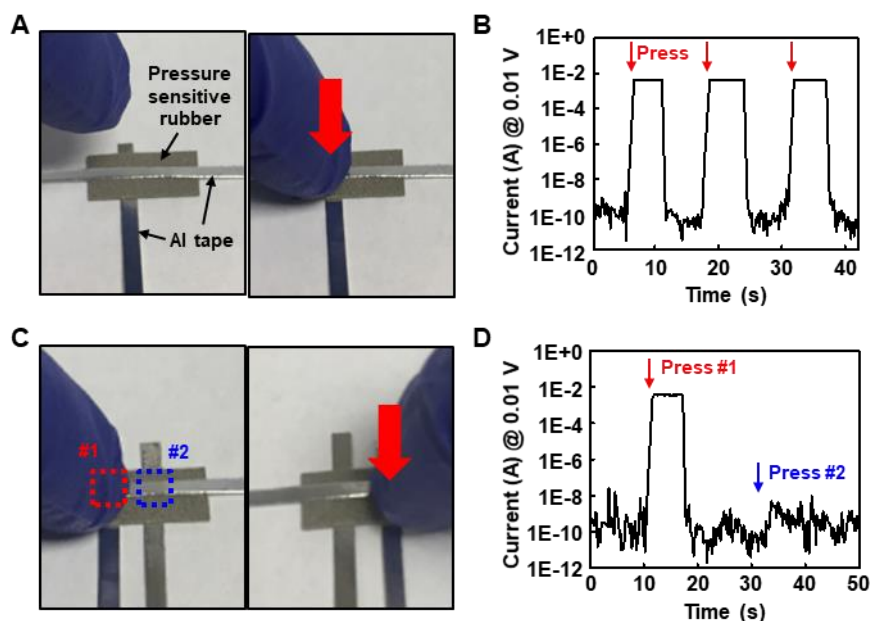 A
Pressure
sensitive
rubber
Al tape
B
Current (A) @ 0.01 V
1E+0
1E-2
1E-4
1E-6
1E-8
1E-10
1E-12
Press
0 10 20 30 40
Time (s)
C
#1
#2
D
Current (A) @ 0.01 V
1E+0
1E-2
1E-4
1E-6
1E-8
1E-10
1E-12
Press #1
Press #2
0 10 20 30 40 50
Time (s)